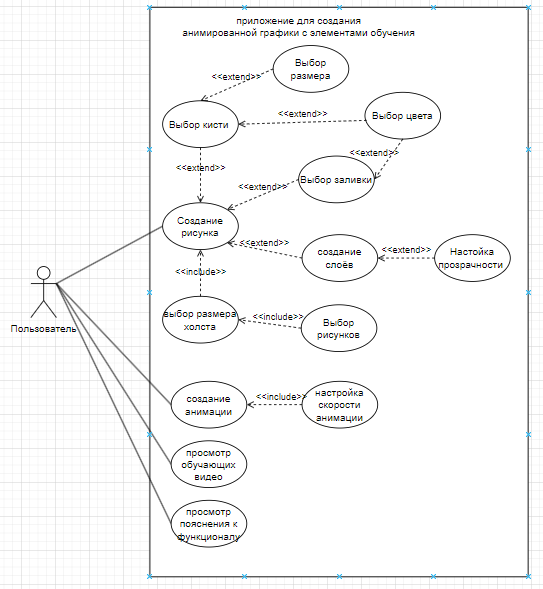 приложение для создания
анимированной графики с элементами обучения
Выбор
размера
<<extend>>
Выбор кисти
<<extend>>
Выбор цвета
<<extend>>
<<extend>>
Выбор заливки
<<extend>>
Создание
рисунка
<<extend>>
создание
слоёв
<<extend>>
Настойка
прозрачности
<<include>>
Пользователь
выбор размера
холста
<<include>>
Выбор
рисунков
создание
анимации
<<include>>
настройка
скорости
анимации
просмотр
обучающих
видео
просмотр
пояснения к
функционалу